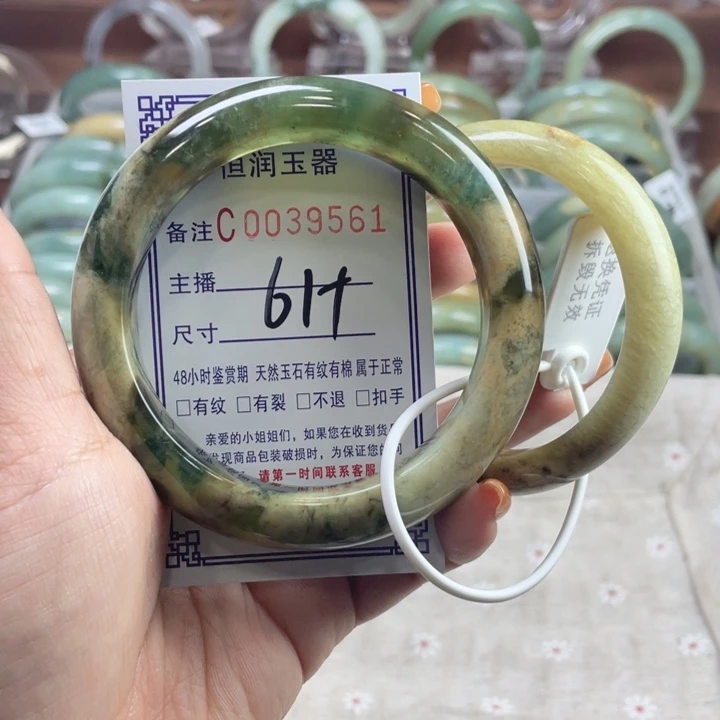 恒润玉器
备注C0039561
主播 614
尺寸
48小时鉴赏期 天然玉石有纹有棉 属于正常
□有纹 □有裂 □不退 □扣手
亲爱的小姐姐们，如果您在收到货
发现商品包装破损时，为保证您的
请第一时间联系客服
换凭证
拆毁无效